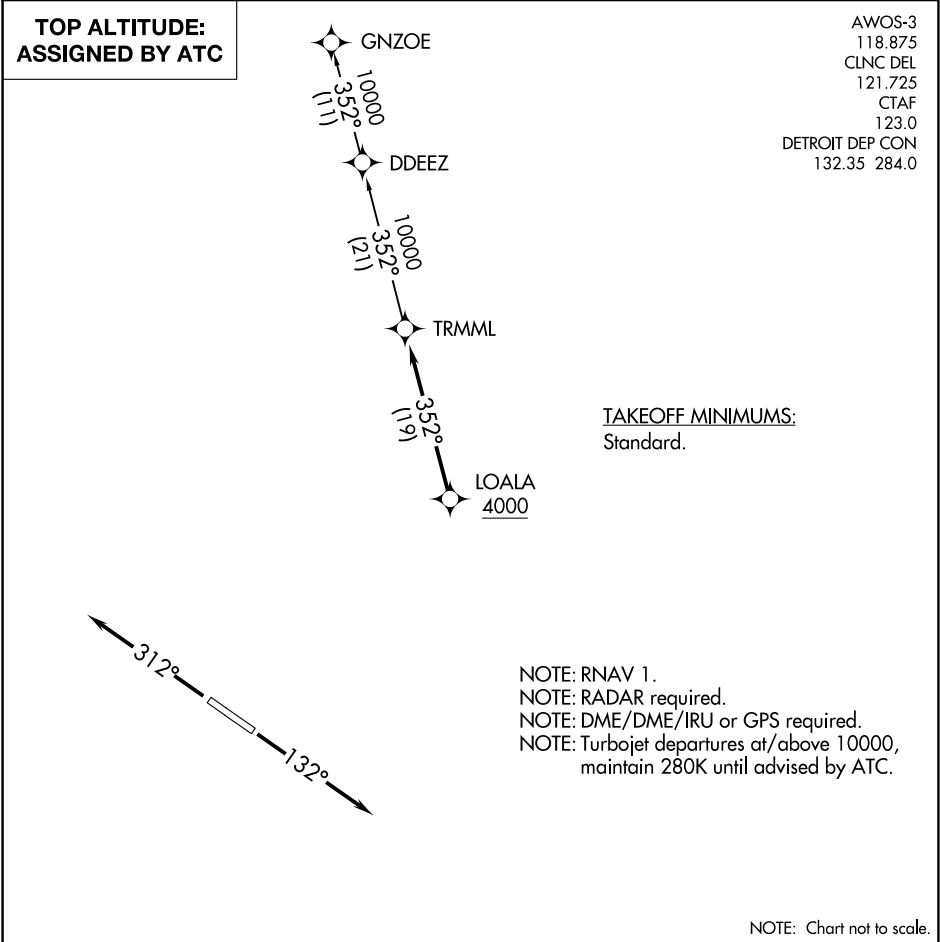 TOP ALTITUDE:
ASSIGNED BY ATC
AWOS-3
118.875
CLNC DEL
121.725
CTAF
123.0
DETROIT DEP CON
132.35 284.0
GNZOE
10000
352°
(11)
DDEEZ
10000
352°
(21)
TRMML
352°
(19)
LOALA
4000
TAKEOFF MINIMUMS:
Standard.
312°
132°
NOTE: RNAV 1.
NOTE: RADAR required.
NOTE: DME/DME/IRU or GPS required.
NOTE: Turbojet departures at/above 10000,
maintain 280K until advised by ATC.
NOTE: Chart not to scale.